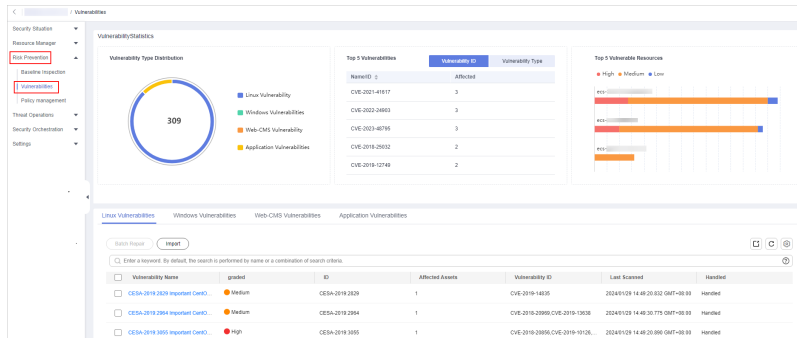 / Vulnerabilities
Security Situation
Resource Manager
Risk Prevention
Baseline Inspection
Vulnerabilities
Policy management
Threat Operations
Security Orchestration
Settings
VulnerabilityStatistics
Vulnerability Type Distribution
309
Linux Vulnerability
Windows Vulnerabilities
Web-CMS Vulnerability
Application Vulnerabilities
Top 5 Vulnerabilities
Vulnerability ID Vulnerability Type
Name/ID Affected
CVE-2021-41617 3
CVE-2022-24903 3
CVE-2023-48795 3
CVE-2018-25032 2
CVE-2019-12749 2
Top 5 Vulnerable Resources
High Medium Low
ecs-
ecs-
ecs-
Linux Vulnerabilities Windows Vulnerabilities Web-CMS Vulnerabilities Application Vulnerabilities
Batch Repair Import
Enter a keyword. By default, the search is performed by name or a combination of search criteria.
Vulnerability Name graded ID Affected Assets Vulnerability ID Last Scanned Handled
CESA-2019:2829 Important CentO... Medium CESA-2019:2829 1 CVE-2019-14835 2024/01/29 14:49:20.832 GMT+08:00 Handled
CESA-2019:2964 Important CentO... Medium CESA-2019:2964 1 CVE-2018-20969,CVE-2019-13638 2024/01/29 14:49:30.775 GMT+08:00 Handled
CESA-2019:3055 Important CentO... High CESA-2019:3055 1 CVE-2018-20856,CVE-2019-10126,... 2024/01/29 14:49:20.890 GMT+08:00 Handled